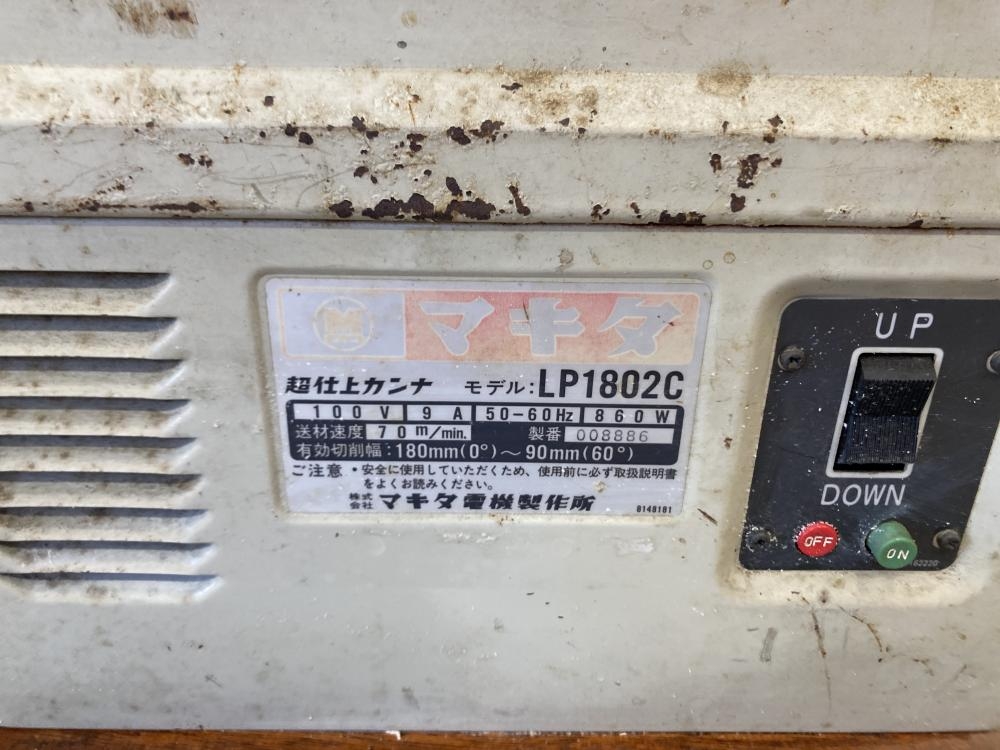 M マキタ
超仕上カンナ モデル:LP1802C
100V 9A 50-60Hz 860W
送材速度 70m/min. 製番 008886
有効切削幅:180mm(0°)~90mm(60°)
ご注意・安全に使用していただくため、使用前に必ず取扱説明書
をよくお読みください。
株式会社 マキタ電機製作所 8148181
UP
DOWN
OFF ON